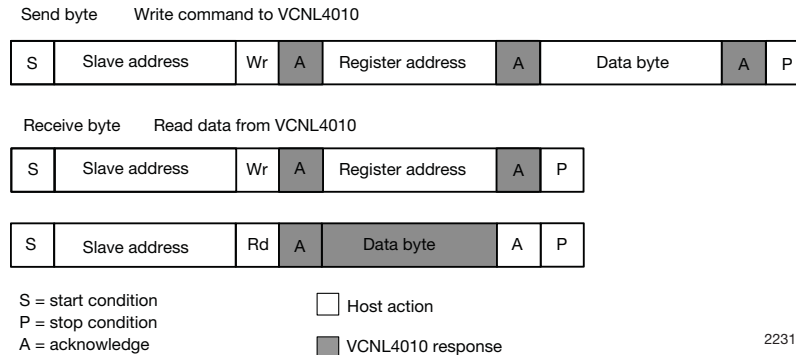 Send byte Write command to VCNL4010
S Slave address Wr A Register address A Data byte A P
Receive byte Read data from VCNL4010
S Slave address Wr A Register address A P
S Slave address Rd A Data byte A P
S = start condition
P = stop condition
A = acknowledge
Host action
VCNL4010 response
2231